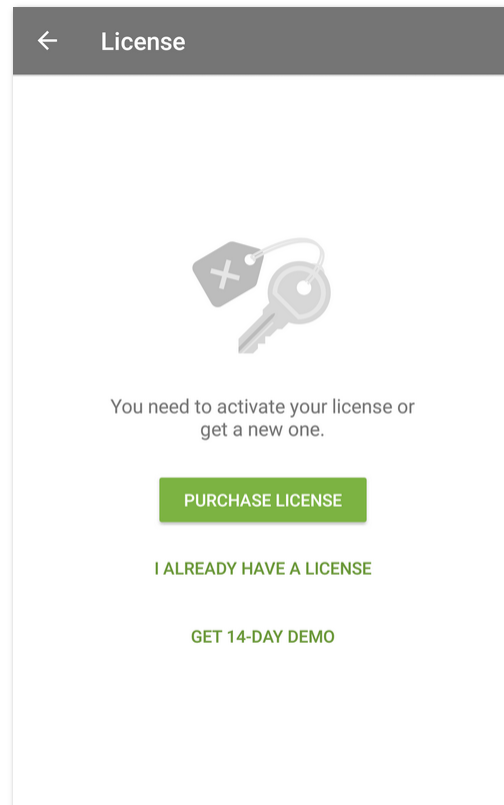 License
You need to activate your license or
get a new one.
PURCHASE LICENSE
I ALREADY HAVE A LICENSE
GET 14-DAY DEMO